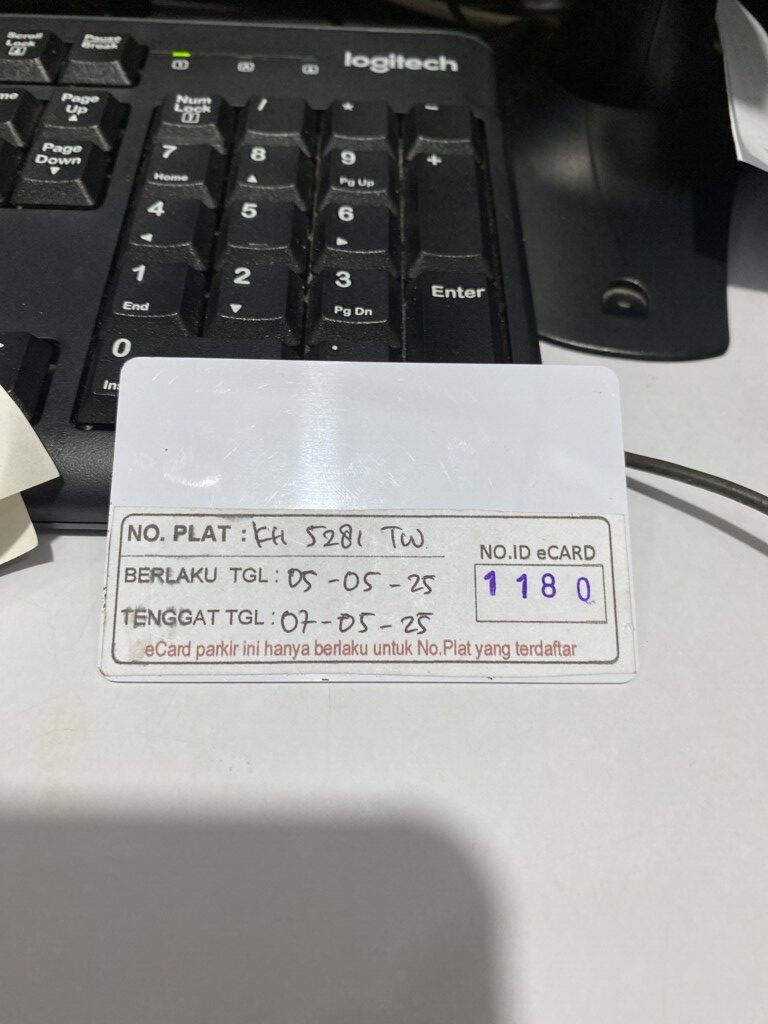 Scroll Lock
Pause Break
logitech
Page Up
Num Lock
/
*
-
Page Down
7 Home
8
9 Pg Up
+
4
5
6
1 End
2
3 Pg Dn
Enter
0
Ins
.
NO. PLAT : KH 5281 TW
NO.ID eCARD
BERLAKU TGL : 05-05-25
1180
TENGGAT TGL : 07-05-25
eCard parkir ini hanya berlaku untuk No.Plat yang terdaftar